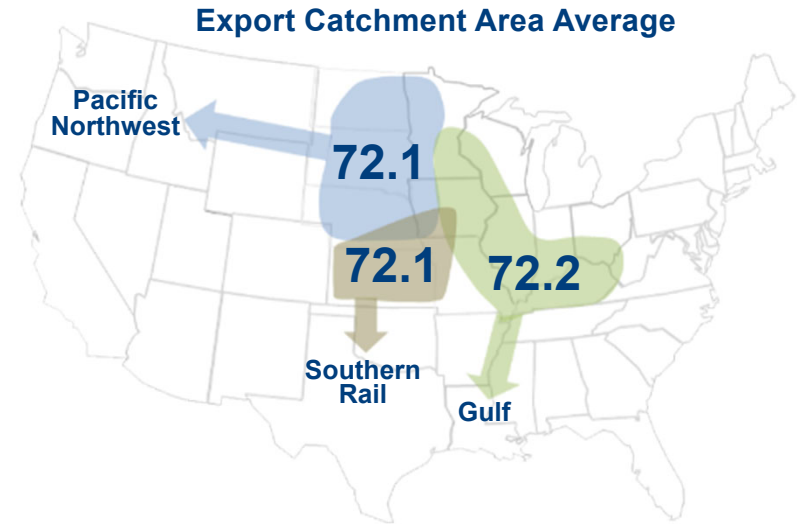 Export Catchment Area Average
Pacific
Northwest
72.1
72.1
72.2
Southern
Rail
Gulf